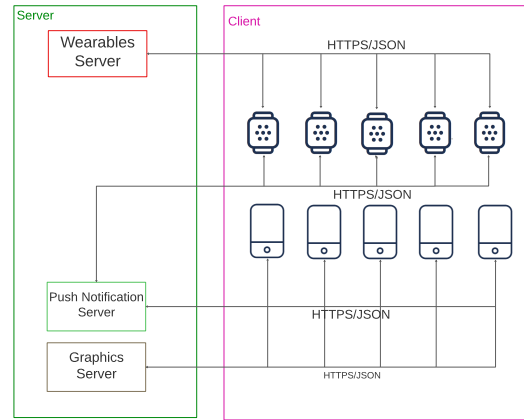 Server
Client
Wearables
Server
HTTPS/JSON
HTTPS/JSON
Push Notification
Server
HTTPS/JSON
Graphics
Server
HTTPS/JSON